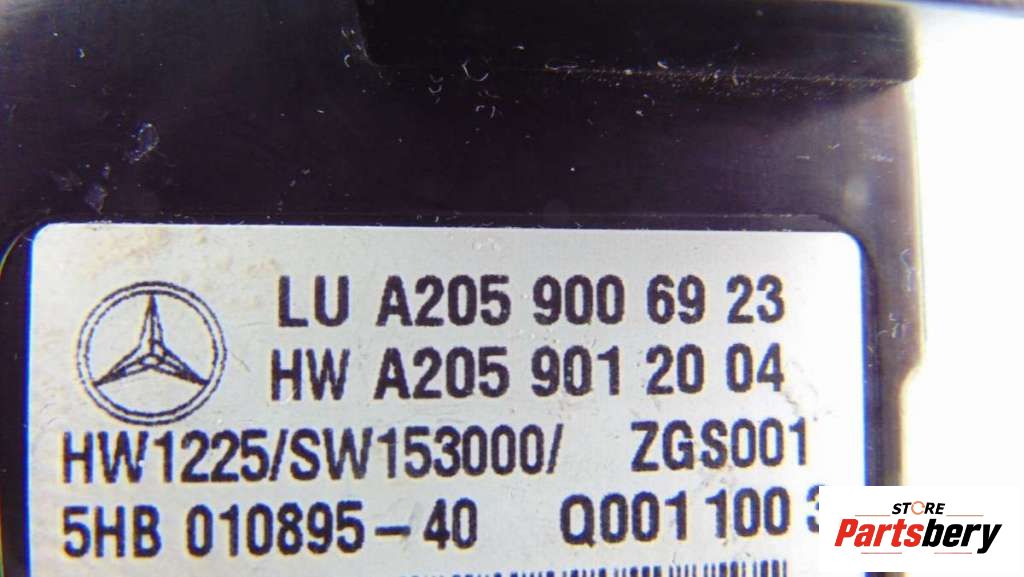 LU A205 900 69 23
HW A205 901 20 04
HW1225/SW153000/ ZGS001
5HB 010895-40 Q001 100
STORE
Partsbery